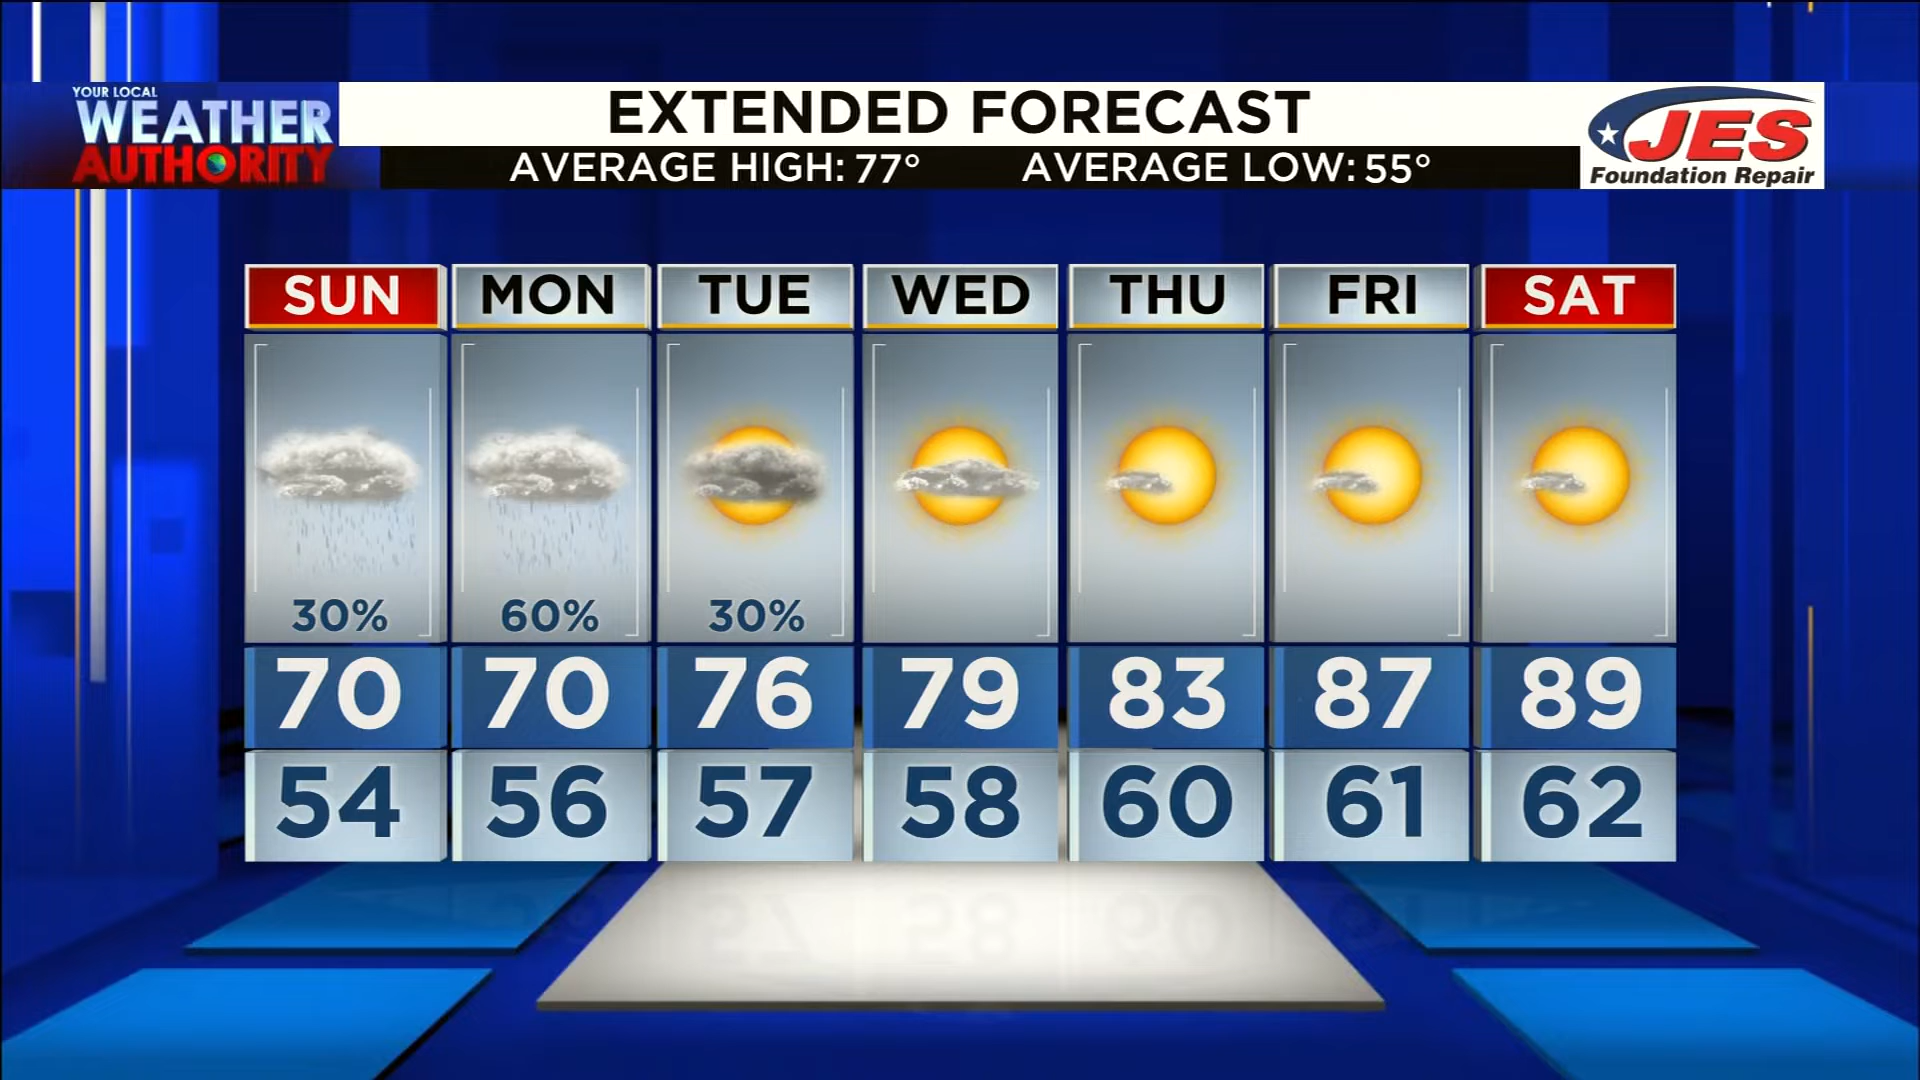 YOUR LOCAL
WEATHER
AUTHORITY
EXTENDED FORECAST
AVERAGE HIGH: 77° AVERAGE LOW: 55°
JES
Foundation Repair
SUN MON TUE WED THU FRI SAT
30% 60% 30%
70 70 76 79 83 87 89
54 56 57 58 60 61 62